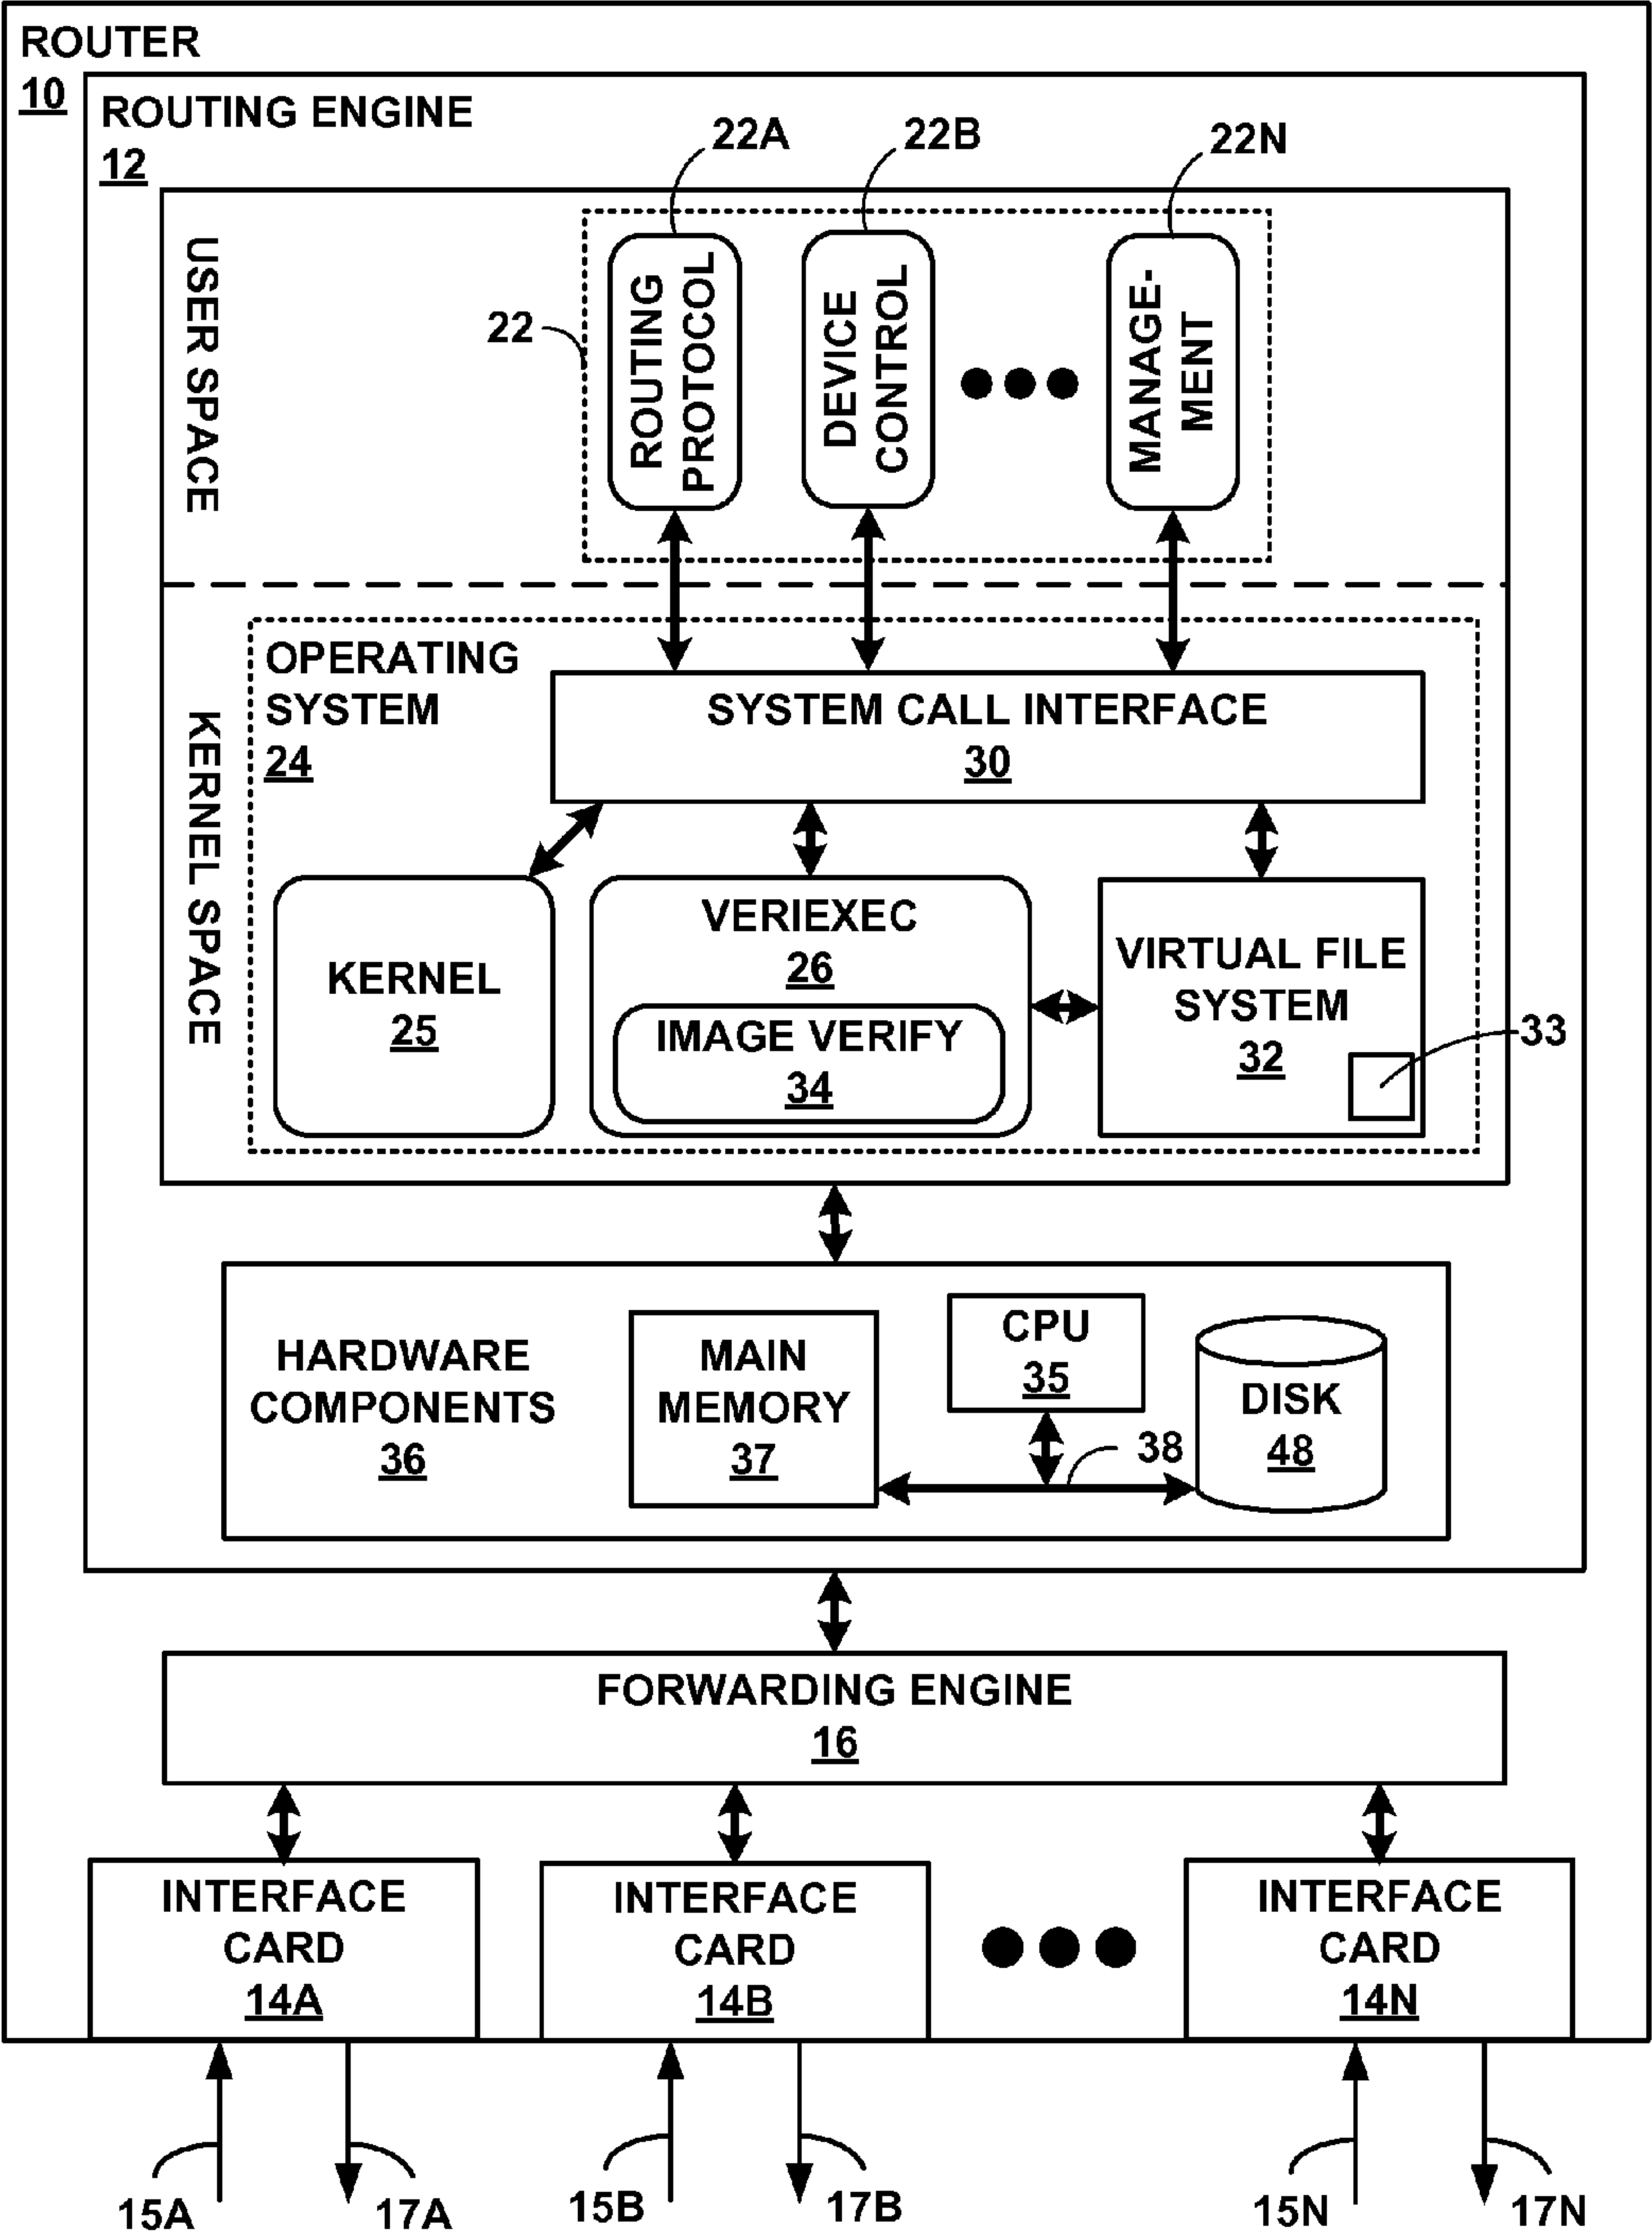 ROUTER
10
ROUTING ENGINE
12
22A
22B
22N
USER SPACE
22
ROUTING
PROTOCOL
DEVICE
CONTROL
MANAGE-
MENT
KERNEL SPACE
OPERATING
SYSTEM
24
SYSTEM CALL INTERFACE
30
KERNEL
25
VERIEXEC
26
IMAGE VERIFY
34
VIRTUAL FILE
SYSTEM
32
33
HARDWARE
COMPONENTS
36
MAIN
MEMORY
37
CPU
35
38
DISK
48
FORWARDING ENGINE
16
INTERFACE
CARD
14A
INTERFACE
CARD
14B
INTERFACE
CARD
14N
15A
17A
15B
17B
15N
17N